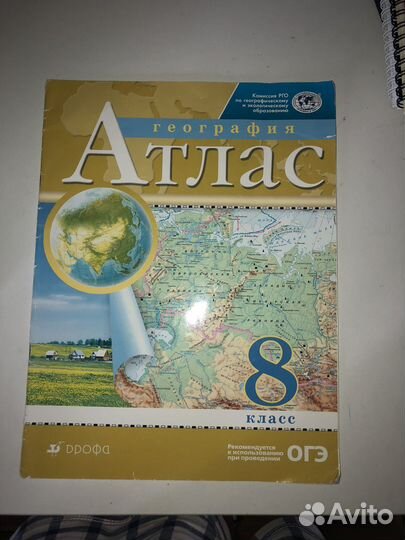 Комиссия РГО
по географическому
и экологическому
образованию
география
Атлас
8
класс
дрофа
Рекомендуется
к использованию
при проведении
ОГЭ
Avito